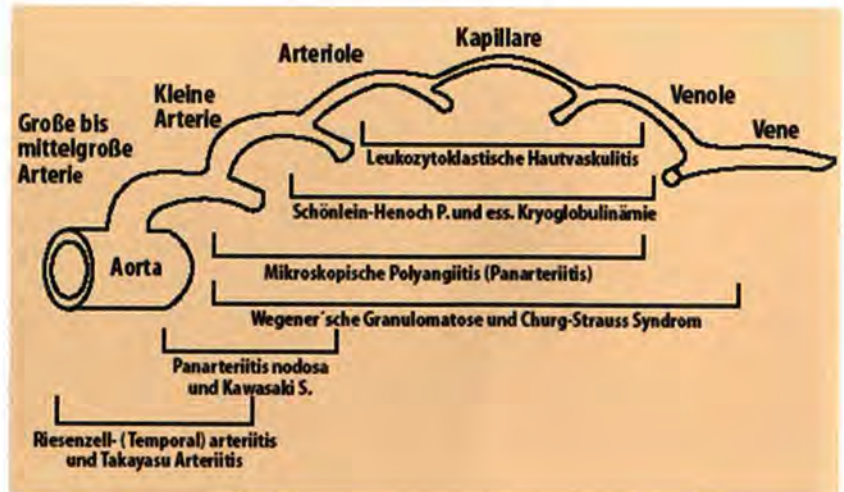 Kapillare
Arteriole
Kleine
Arterie
Venole
Große bis
mittelgroße
Arterie
Vene
Leukozytoklastische Hautvaskulitis
Schönlein-Henoch P. und ess. Kryoglobulinämie
Aorta
Mikroskopische Polyangiitis (Panarteriitis)
Wegener´sche Granulomatose und Churg-Strauss Syndrom
Panarteriitis nodosa
und Kawasaki S.
Riesenzell- (Temporal) arteriitis
und Takayasu Arteriitis